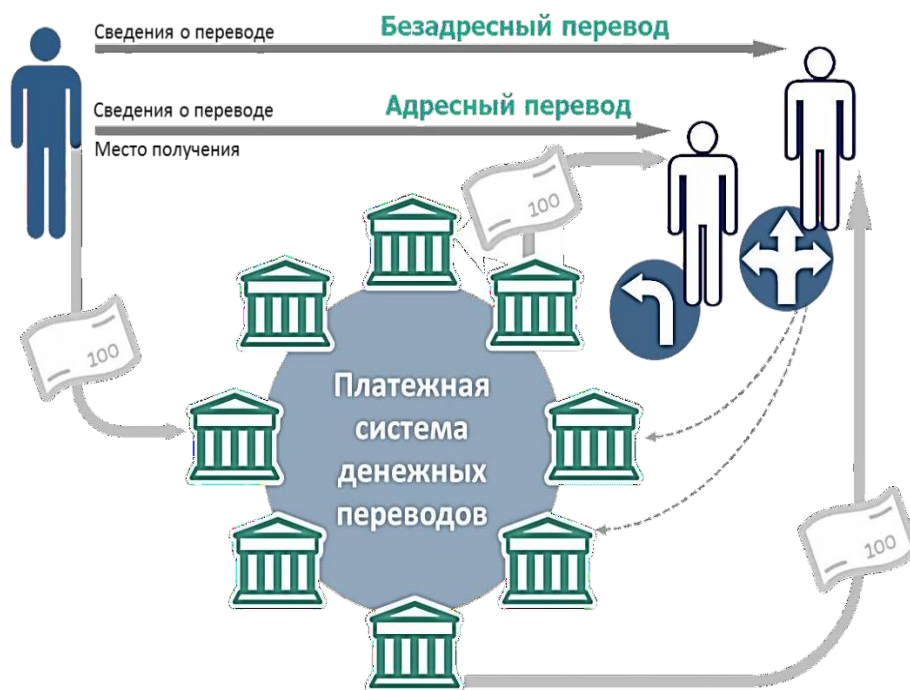 Сведения о переводе
Безадресный перевод
Сведения о переводе
Адресный перевод
Место получения
100
100
Платежная
система
денежных
переводов
100